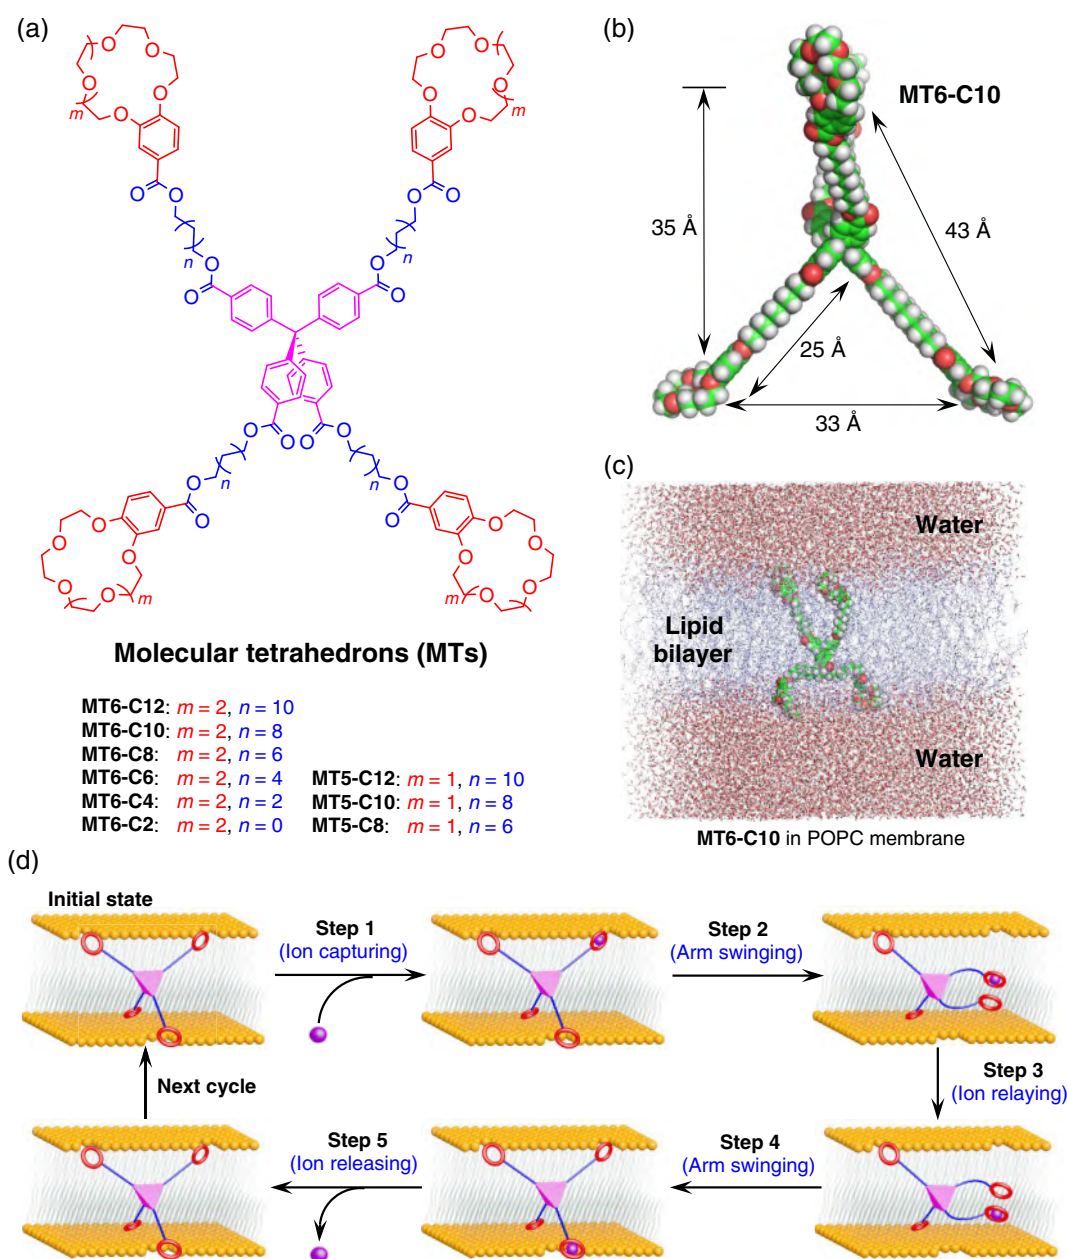 (a)
O O O O O O O O O O O O
m m
O O O O
n n
O O O O
O O O O
n n
O O O O
O O O O O O O O O O O O
m m
Molecular tetrahedrons (MTs)
MT6-C12: m = 2, n = 10
MT6-C10: m = 2, n = 8
MT6-C8: m = 2, n = 6
MT6-C6: m = 2, n = 4
MT6-C4: m = 2, n = 2
MT6-C2: m = 2, n = 0
MT5-C12: m = 1, n = 10
MT5-C10: m = 1, n = 8
MT5-C8: m = 1, n = 6
(b)
MT6-C10
35 Å
43 Å
25 Å
33 Å
(c)
Water
Lipid
bilayer
Water
MT6-C10 in POPC membrane
(d)
Initial state
Step 1
(Ion capturing)
Step 2
(Arm swinging)
Step 3
(Ion relaying)
Step 4
(Arm swinging)
Step 5
(Ion releasing)
Next cycle